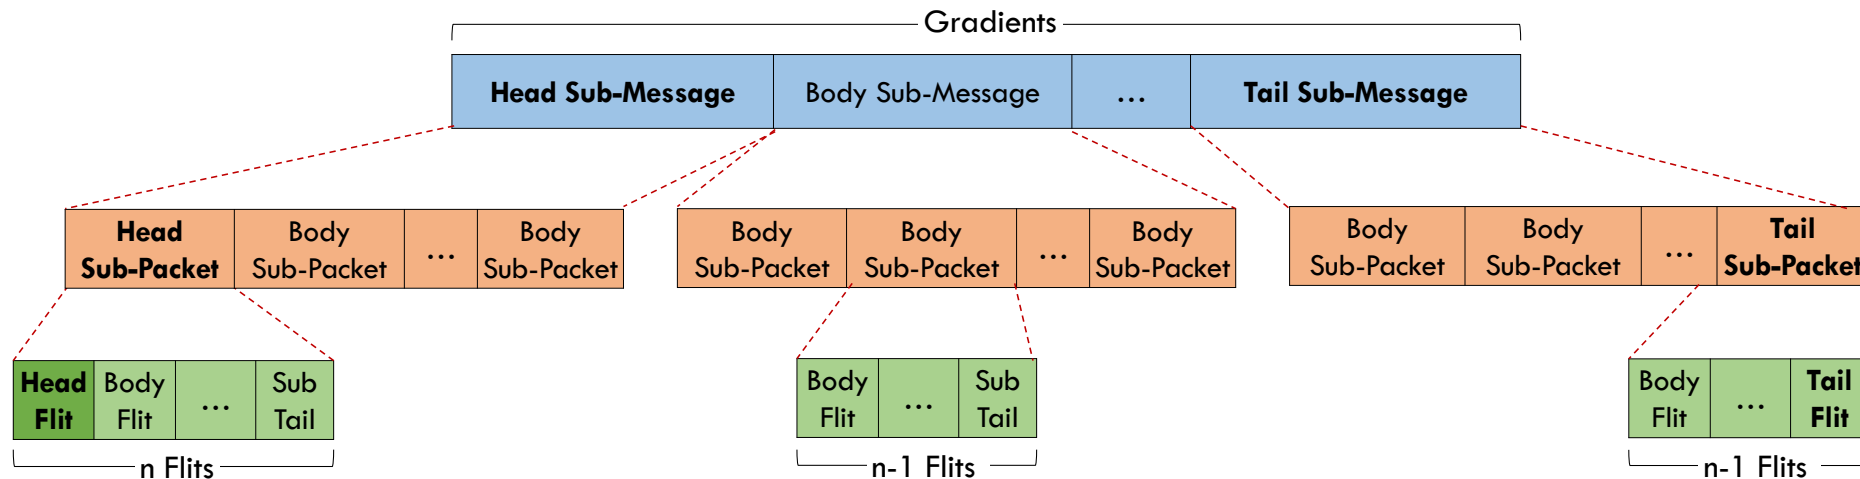 Gradients
Head Sub-Message Body Sub-Message ... Tail Sub-Message
Head Body Body Body Body Body Body Body Tail
Sub-Packet Sub-Packet ... Sub-Packet Sub-Packet Sub-Packet ... Sub-Packet Sub-Packet Sub-Packet ... Sub-Packet
Head Body Sub Body Sub Body Tail
Flit Flit ... Tail Flit ... Tail Flit ... Flit
n Flits n-1 Flits n-1 Flits